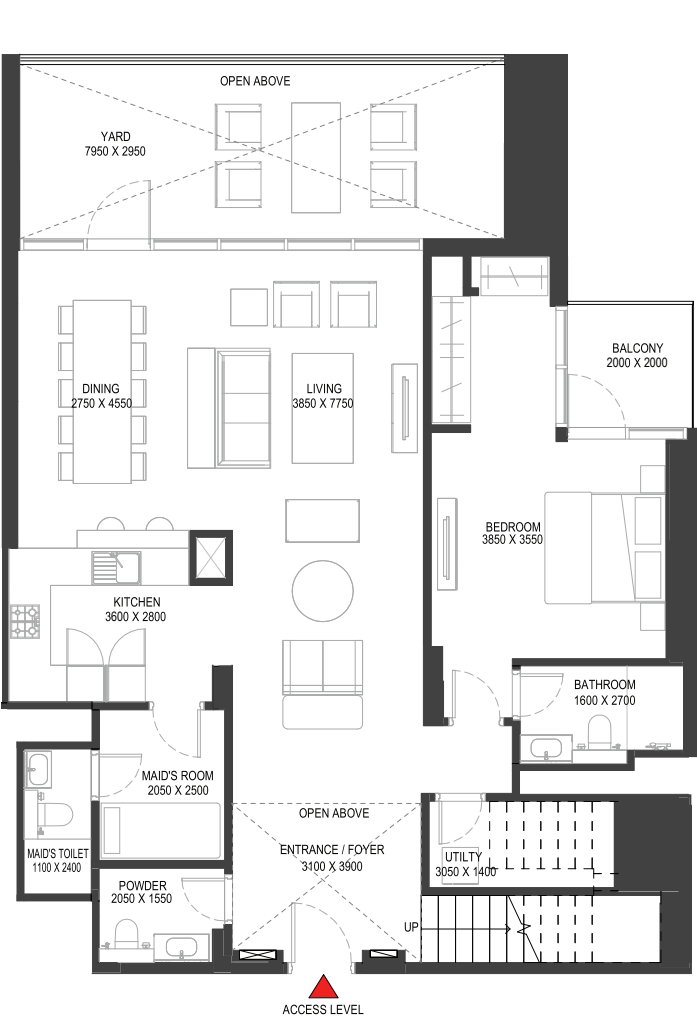 OPEN ABOVE
YARD
7950 X 2950
BALCONY
2000 X 2000
DINING
2750 X 4550
LIVING
3850 X 7750
BEDROOM
3850 X 3550
KITCHEN
3600 X 2800
BATHROOM
1600 X 2700
MAID'S ROOM
2050 X 2500
OPEN ABOVE
ENTRANCE / FOYER
3100 X 3900
MAID'S TOILET
1100 X 2400
UTILTY
3050 X 1400
POWDER
2050 X 1550
UP
ACCESS LEVEL